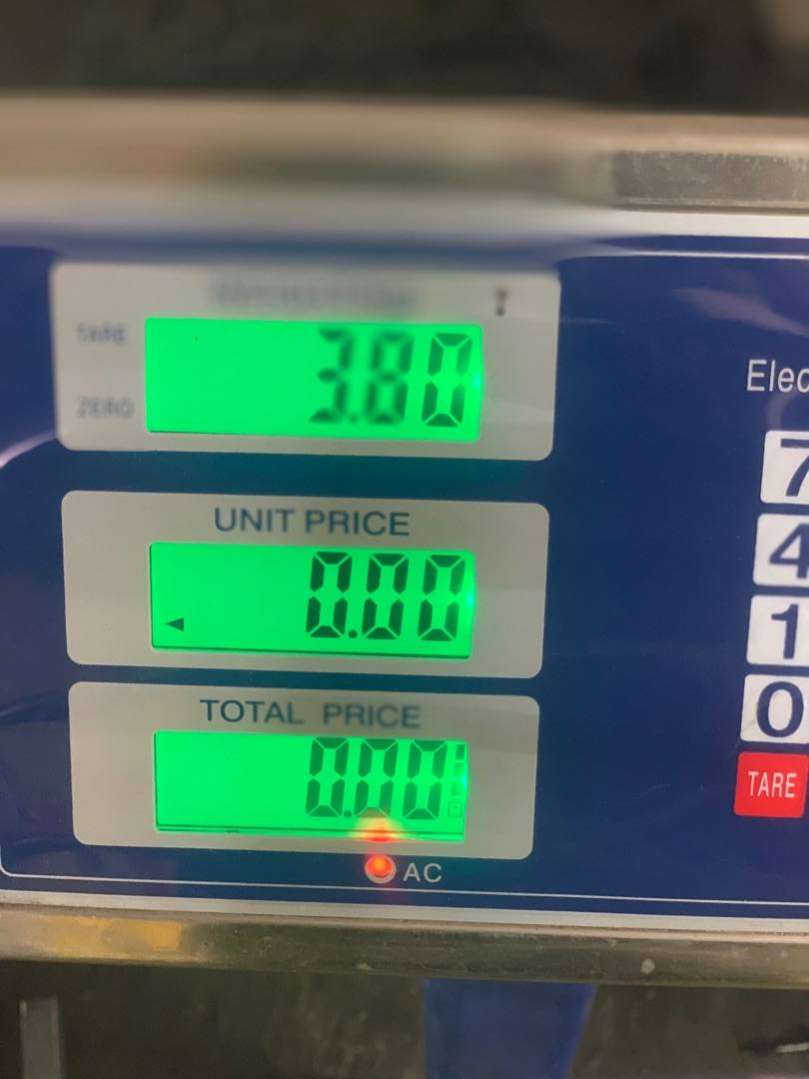 TARE
3.80
ZERO
Elec
7
UNIT PRICE
4
0.00
1
TOTAL PRICE
0
0.00
TARE
AC